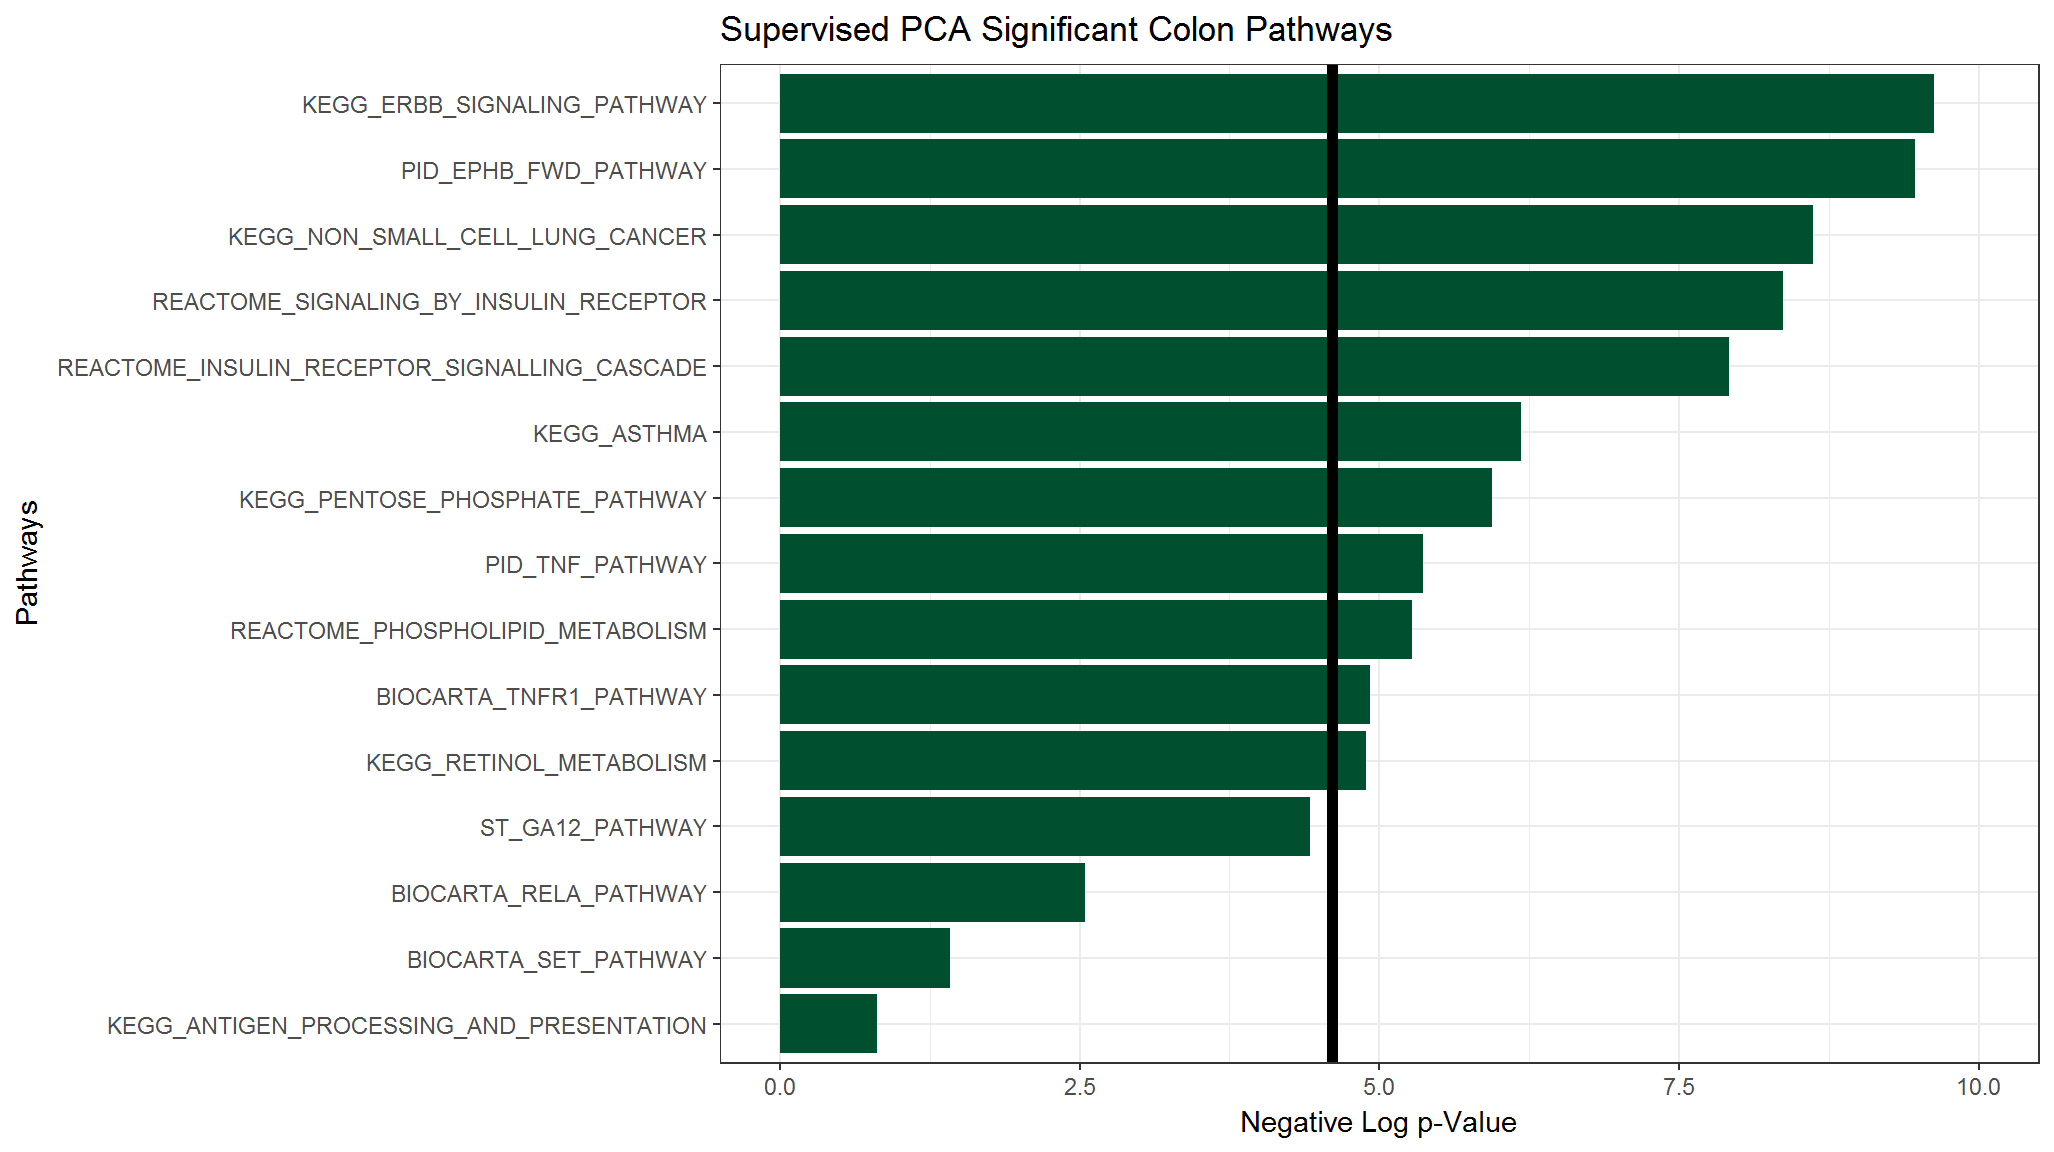 Supervised PCA Significant Colon Pathways
KEGG_ERBB_SIGNALING_PATHWAY
PID_EPHB_FWD_PATHWAY
KEGG_NON_SMALL_CELL_LUNG_CANCER
REACTOME_SIGNALING_BY_INSULIN_RECEPTOR
REACTOME_INSULIN_RECEPTOR_SIGNALLING_CASCADE
KEGG_ASTHMA
KEGG_PENTOSE_PHOSPHATE_PATHWAY
PID_TNF_PATHWAY
REACTOME_PHOSPHOLIPID_METABOLISM
BIOCARTA_TNFR1_PATHWAY
KEGG_RETINOL_METABOLISM
ST_GA12_PATHWAY
BIOCARTA_RELA_PATHWAY
BIOCARTA_SET_PATHWAY
KEGG_ANTIGEN_PROCESSING_AND_PRESENTATION
Pathways
0.0 2.5 5.0 7.5 10.0
Negative Log p-Value